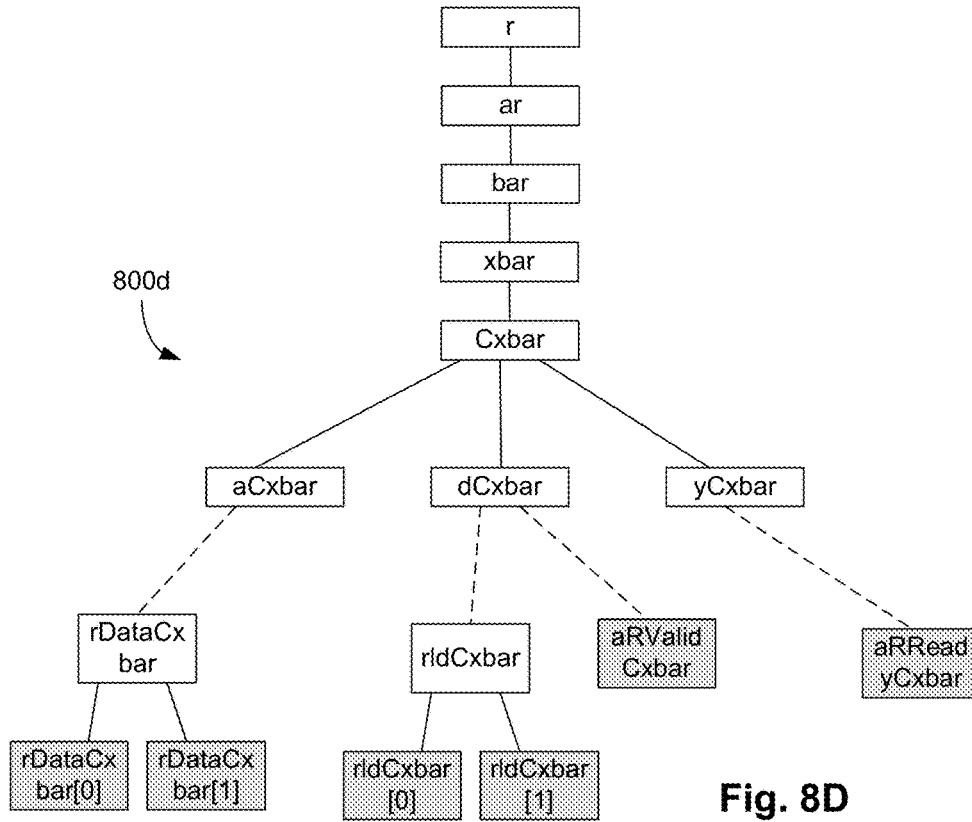 r
ar
bar
xbar
800d
Cxbar
aCxbar
dCxbar
yCxbar
rDataCx
bar
rIdCxbar
aRValid
Cxbar
aRRead
yCxbar
rDataCx
bar[0]
rDataCx
bar[1]
rIdCxbar
[0]
rIdCxbar
[1]
Fig. 8D